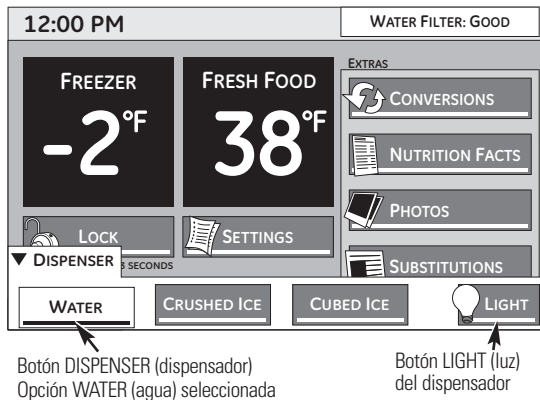 12:00 PM
WATER FILTER: GOOD
EXTRAS
FREEZER
-2°F
FRESH FOOD
38°F
CONVERSIONS
NUTRITION FACTS
PHOTOS
SUBSTITUTIONS
LOCK
SETTINGS
▼ DISPENSER
3 SECONDS
WATER
CRUSHED ICE
CUBED ICE
LIGHT
Botón DISPENSER (dispensador)
Opción WATER (agua) seleccionada
Botón LIGHT (luz)
del dispensador